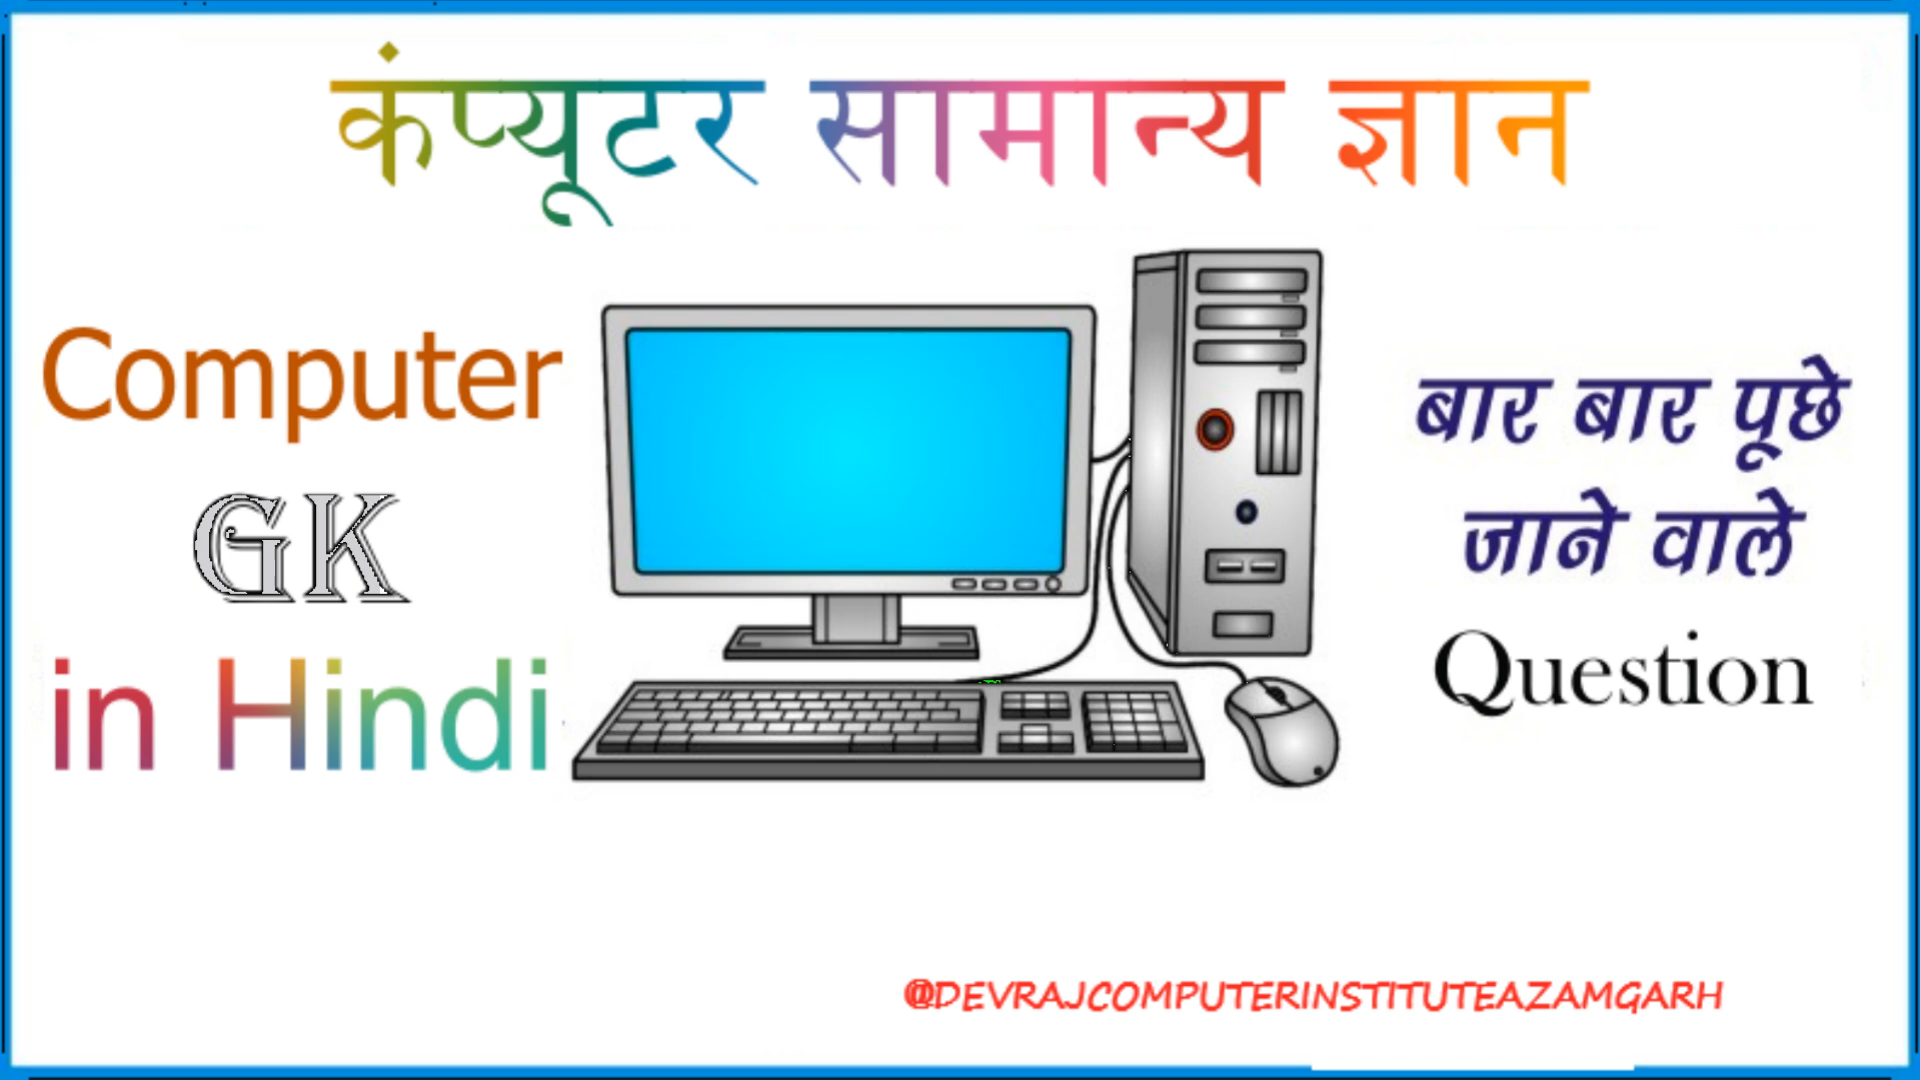 कंप्यूटर सामान्य ज्ञान
Computer
GK
in Hindi
बार बार पूछे
जाने वाले
Question
@DEVRAJCOMPUTERINSTITUTEAZAMGARH